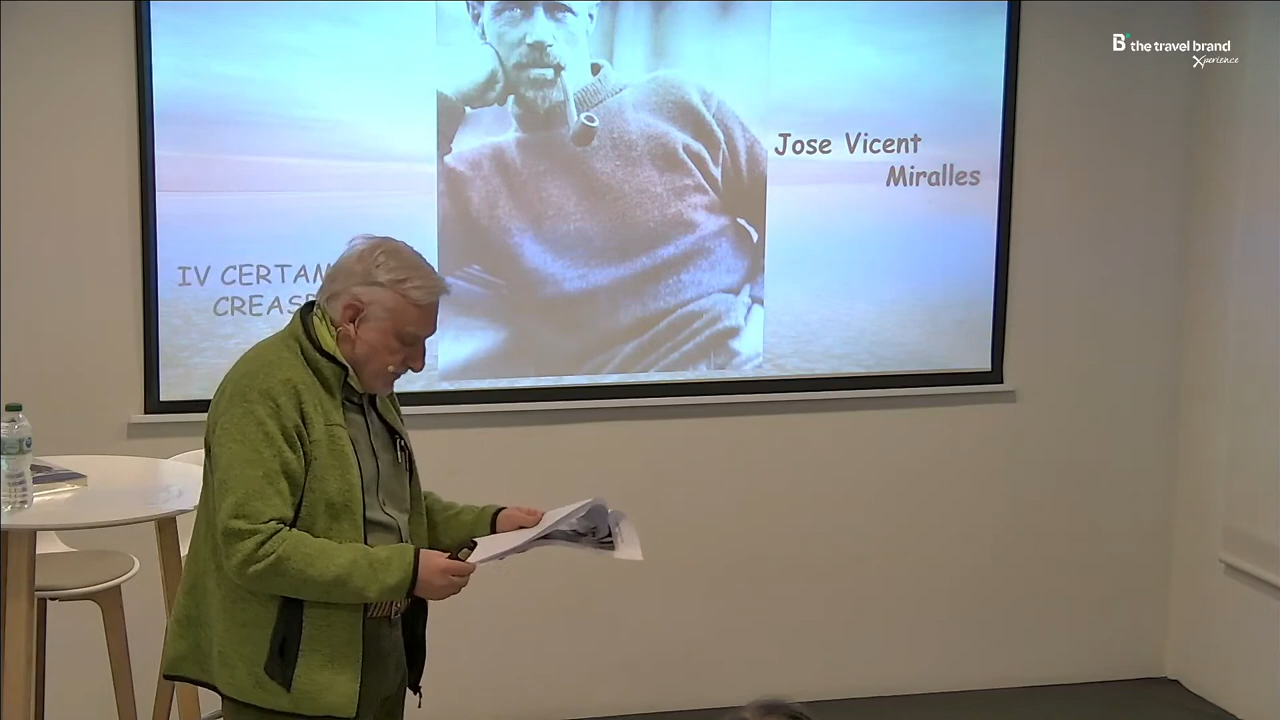 B the travel brand
Xperience
Jose Vicent
Miralles
IV CERTAM
CREAS